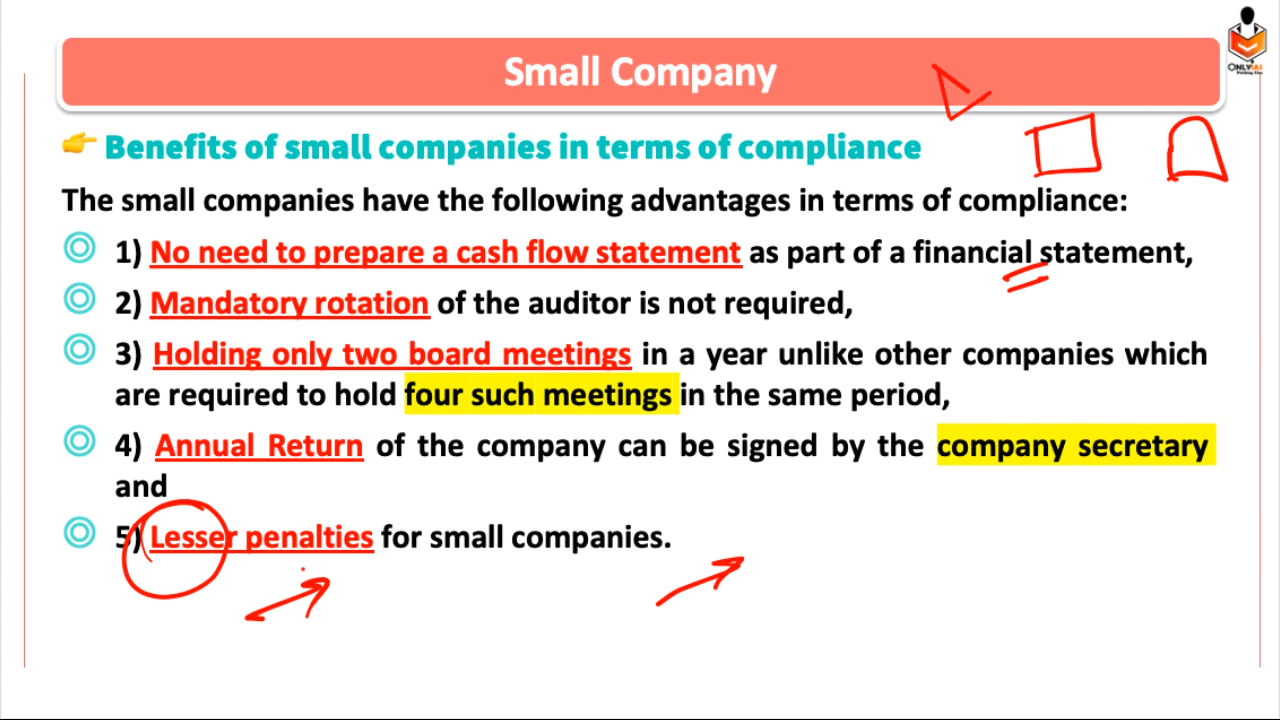 Small Company
ONLYIAS
👉 Benefits of small companies in terms of compliance
The small companies have the following advantages in terms of compliance:
1) No need to prepare a cash flow statement as part of a financial statement,
2) Mandatory rotation of the auditor is not required,
3) Holding only two board meetings in a year unlike other companies which
are required to hold four such meetings in the same period,
4) Annual Return of the company can be signed by the company secretary
and
5) Lesser penalties for small companies.